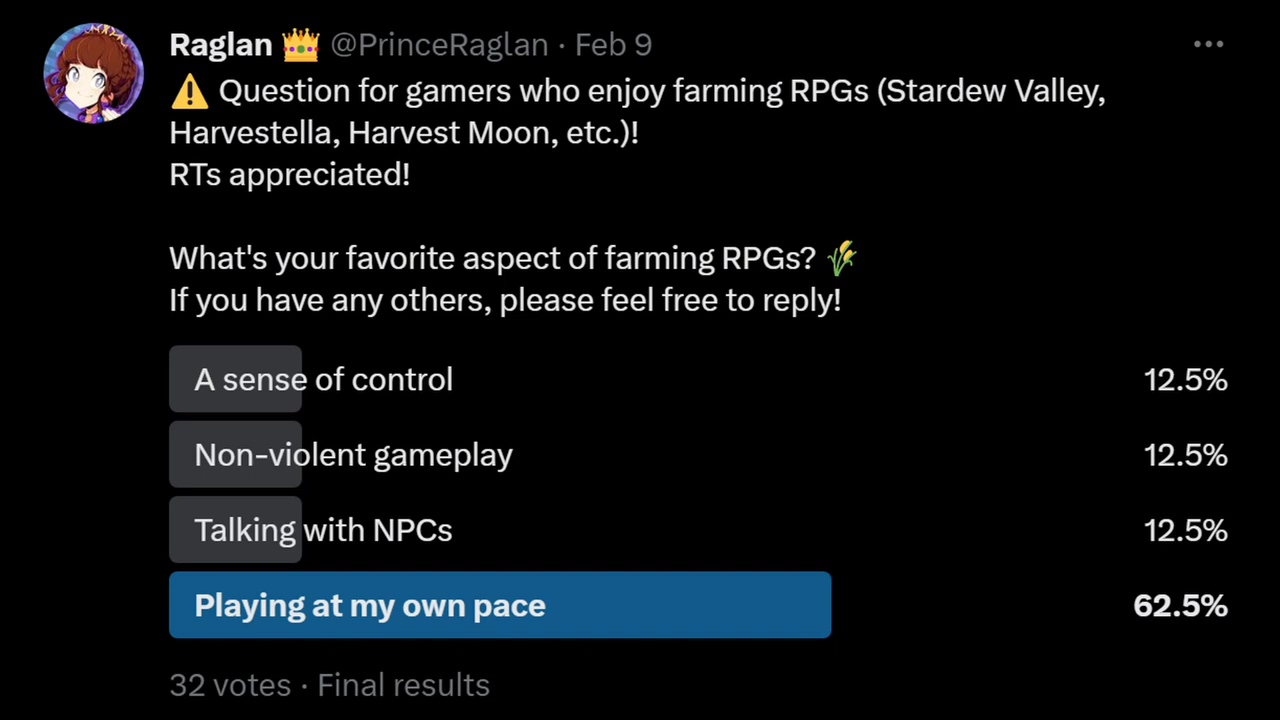 Raglan 👑 @PrinceRaglan · Feb 9
⚠️ Question for gamers who enjoy farming RPGs (Stardew Valley,
Harvestella, Harvest Moon, etc.)!
RTs appreciated!
What's your favorite aspect of farming RPGs? 🌾
If you have any others, please feel free to reply!
A sense of control 12.5%
Non-violent gameplay 12.5%
Talking with NPCs 12.5%
Playing at my own pace 62.5%
32 votes · Final results